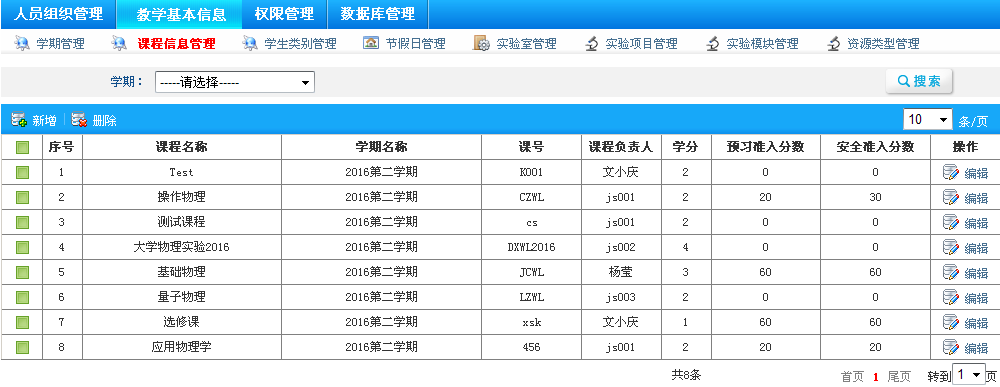 人员组织管理 教学基本信息 权限管理 数据库管理
学期管理 课程信息管理 学生类别管理 节假日管理 实验室管理 实验项目管理 实验模块管理 资源类型管理
学期： -----请选择----- 搜索
新增 删除 10 条/页
序号 课程名称 学期名称 课号 课程负责人 学分 预习准入分数 安全准入分数 操作
1 Test 2016第二学期 K001 文小庆 2 0 0 编辑
2 操作物理 2016第二学期 CZWL js001 2 20 30 编辑
3 测试课程 2016第二学期 cs js001 2 0 0 编辑
4 大学物理实验2016 2016第二学期 DXWL2016 js002 4 0 0 编辑
5 基础物理 2016第二学期 JCWL 杨莹 3 60 60 编辑
6 量子物理 2016第二学期 LZWL js003 2 0 0 编辑
7 选修课 2016第二学期 xsk 文小庆 1 60 60 编辑
8 应用物理学 2016第二学期 456 js001 2 20 20 编辑
共8条 首页 1 尾页 转到 1 页